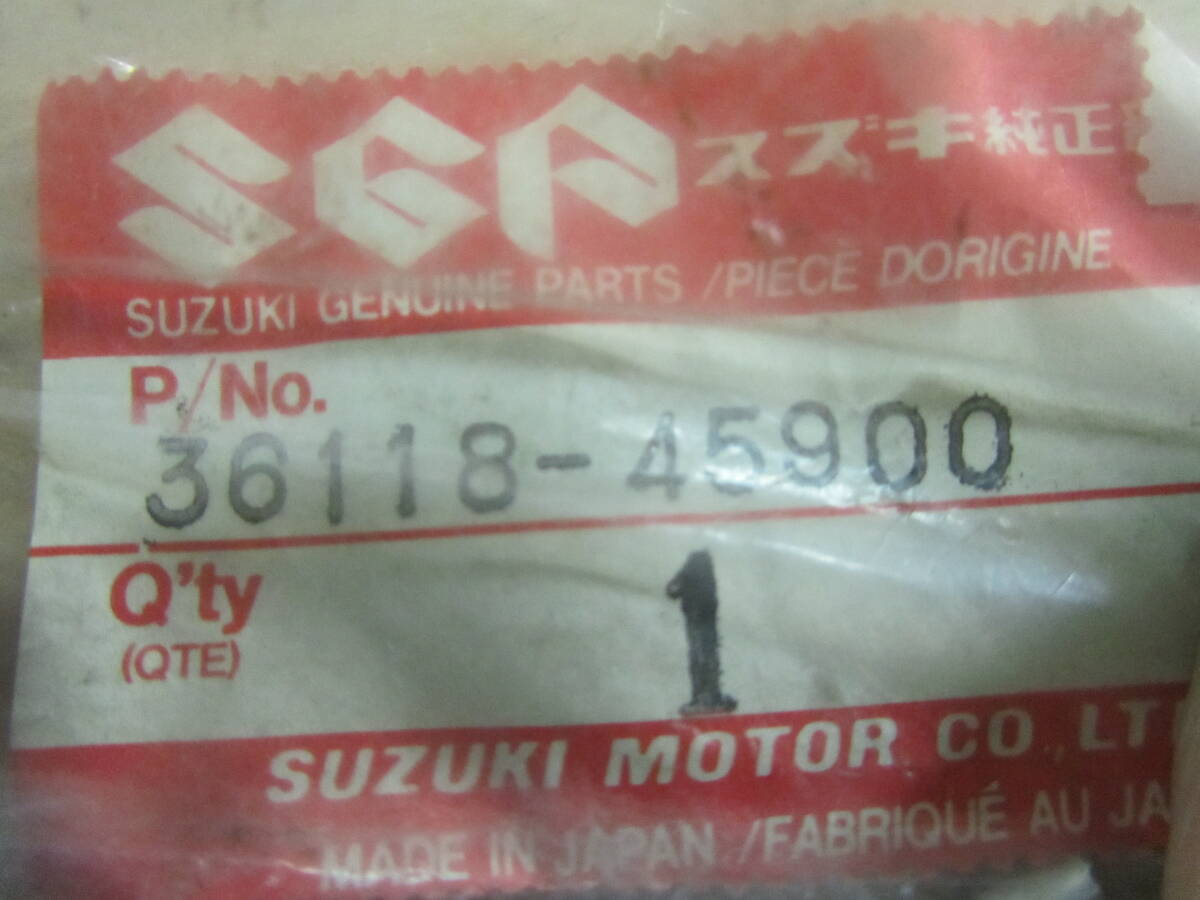 SGP スズキ純正
SUZUKI GENUINE PARTS /PIECE DORIGINE
P/No.
36118-45900
Q'ty 1
(QTE)
SUZUKI MOTOR CO., LT
MADE IN JAPAN /FABRIQUÉ AU JA